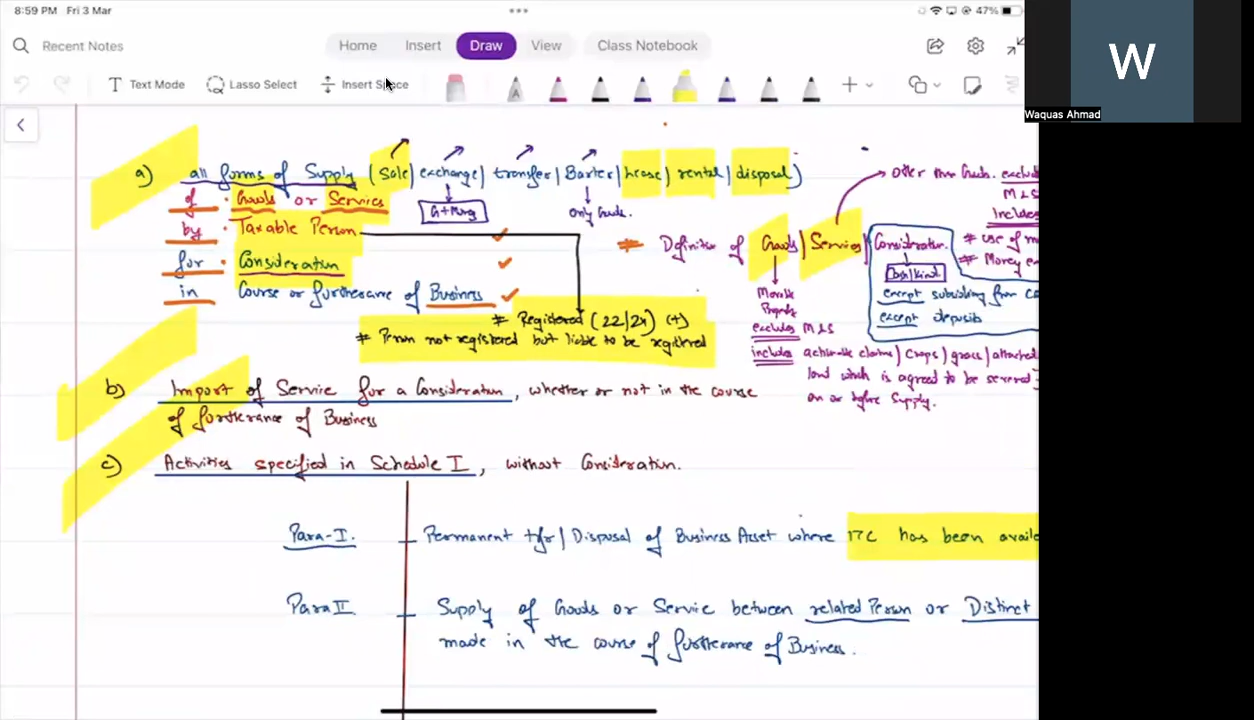 8:59 PM Fri 3 Mar
47%
Recent Notes
Home Insert Draw View Class Notebook
Text Mode Lasso Select Insert Space
W
Waquas Ahmad
a) all forms of Supply (Sale/exchange/transfer/Barter/lease/rental/disposal)
of Goods or Services
by Taxable Person
for Consideration
in Course or furtherance of Business
only Goods.
# Registered (22/24) (+)
# Person not registered but liable to be registered
Definition of Goods/Services/Consideration
Other than Goods. exclud
M & S
Includes
# use of m
# Money e
Cash/kind
except subsiding from C
except deposits
Movable
Property
excludes M & S
includes actionable claims/Crops/grass/attached
land which is agreed to be severed
on or before Supply.
b) Import of Service for a Consideration, whether or not in the course
of furtherance of Business
c) Activities specified in Schedule I, without Consideration.
Para-I. Permanent tfr/Disposal of Business Asset where ITC has been availe
Para II Supply of Goods or Service between related Person or Distinct
made in the course of furtherance of Business.